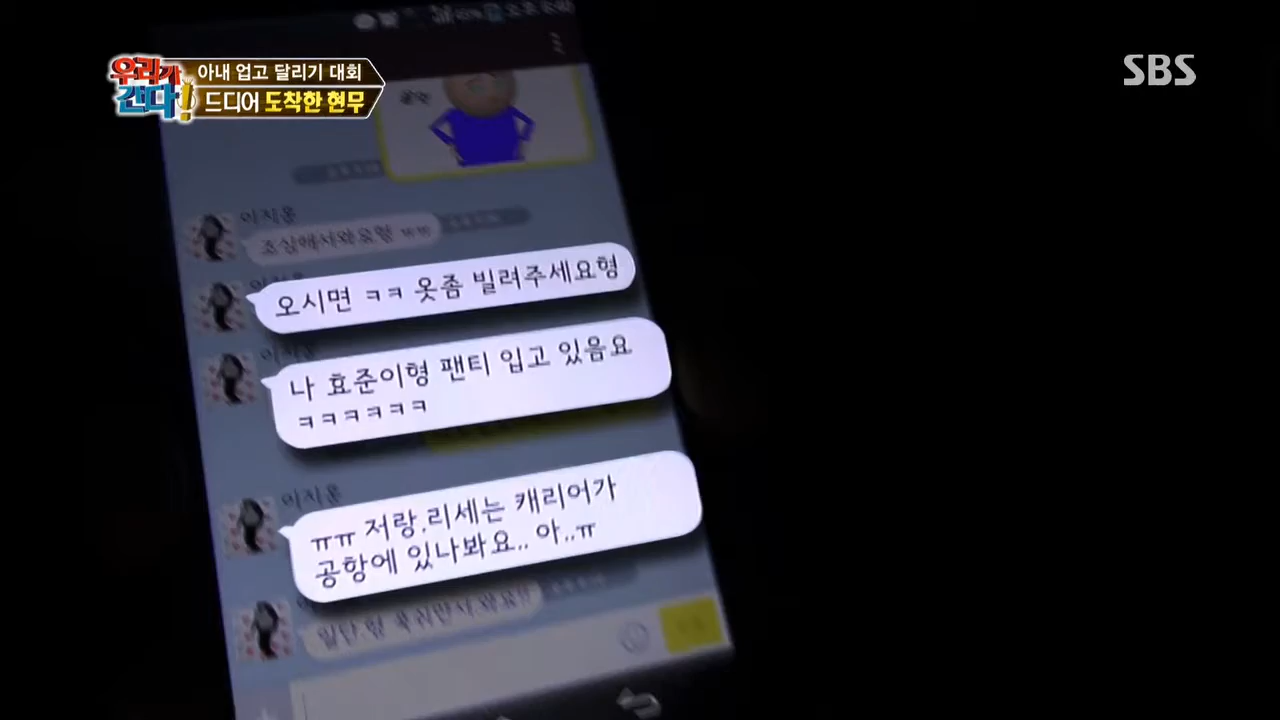 우리가
간다!
아내 업고 달리기 대회
드디어 도착한 현무
SBS
오시면 ㅋㅋ 옷좀 빌려주세요형
나 효준이형 팬티 입고 있음요
ㅋㅋㅋㅋㅋㅋ
ㅠㅠ 저랑.리세는 캐리어가
공항에 있나봐요.. 아..ㅠ